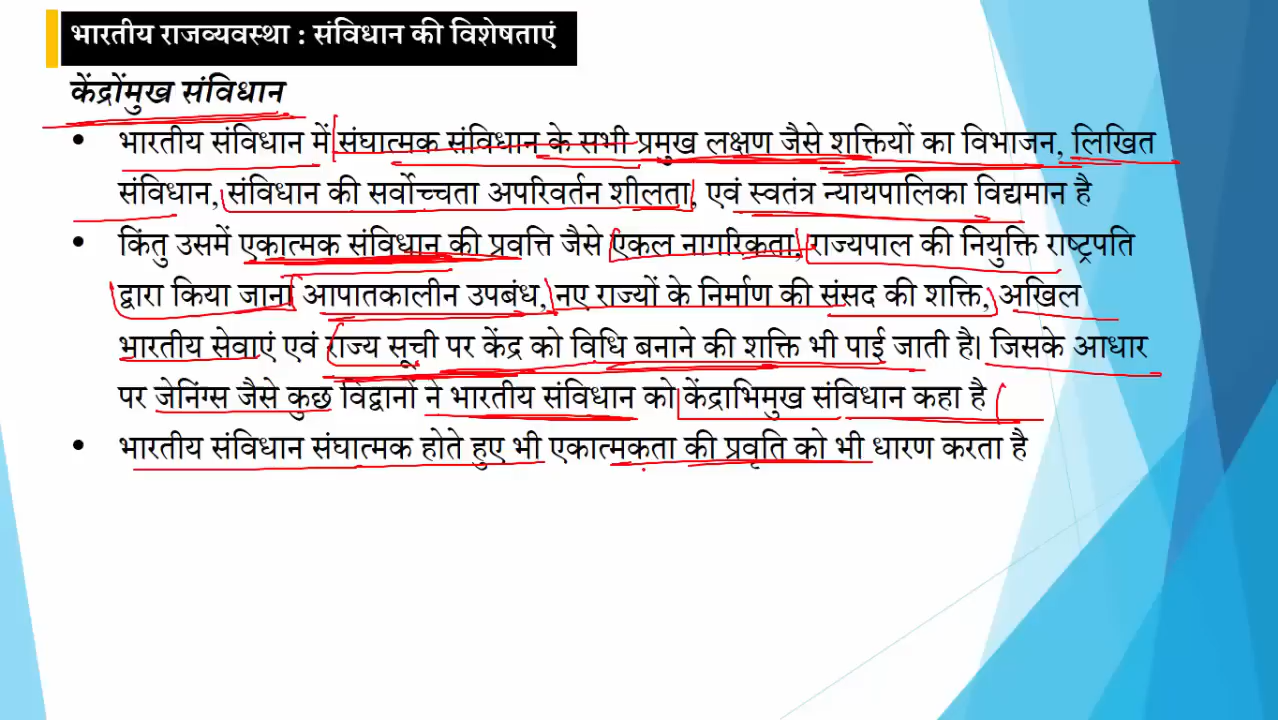 भारतीय राजव्यवस्था : संविधान की विशेषताएं
केंद्रोंमुख संविधान
• भारतीय संविधान में संघात्मक संविधान के सभी प्रमुख लक्षण जैसे शक्तियों का विभाजन, लिखित
संविधान, संविधान की सर्वोच्चता अपरिवर्तन शीलता, एवं स्वतंत्र न्यायपालिका विद्यमान है
• किंतु उसमें एकात्मक संविधान की प्रवत्ति जैसे एकल नागरिकता, राज्यपाल की नियुक्ति राष्ट्रपति
द्वारा किया जाना आपातकालीन उपबंध, नए राज्यों के निर्माण की संसद की शक्ति, अखिल
भारतीय सेवाएं एवं राज्य सूची पर केंद्र को विधि बनाने की शक्ति भी पाई जाती है। जिसके आधार
पर जेनिंग्स जैसे कुछ विद्वानों ने भारतीय संविधान को केंद्राभिमुख संविधान कहा है
• भारतीय संविधान संघात्मक होते हुए भी एकात्मकता की प्रवृति को भी धारण करता है